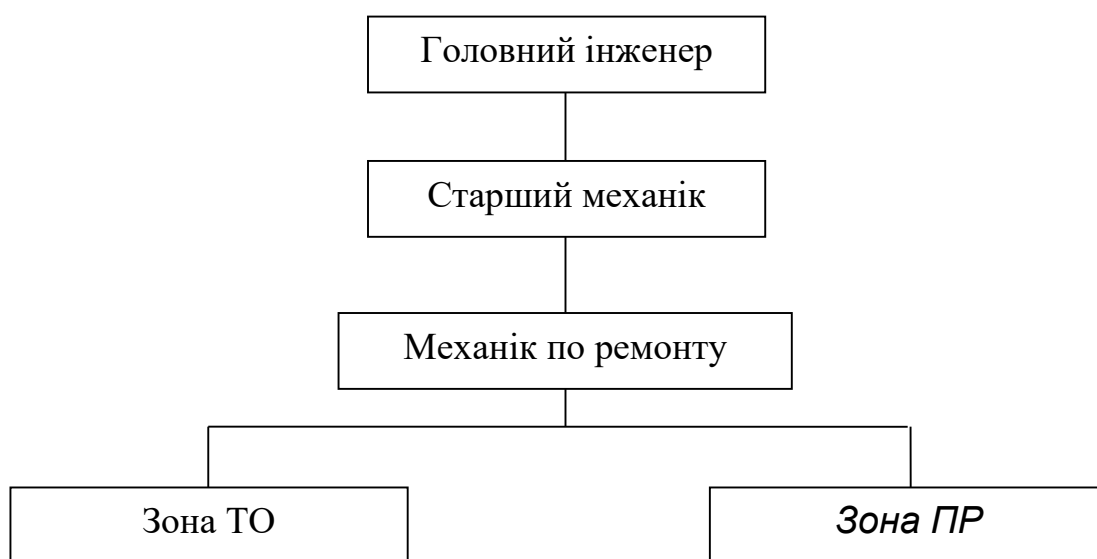 Головний інженер
Старший механік
Механік по ремонту
Зона ТО
Зона ПР